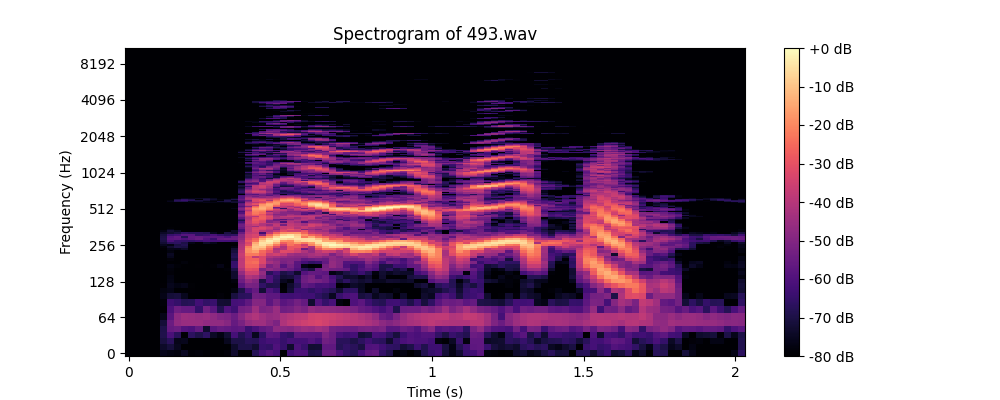 Spectrogram of 493.wav
Frequency (Hz)
8192
4096
2048
1024
512
256
128
64
0
0
0.5
1
1.5
2
Time (s)
+0 dB
-10 dB
-20 dB
-30 dB
-40 dB
-50 dB
-60 dB
-70 dB
-80 dB